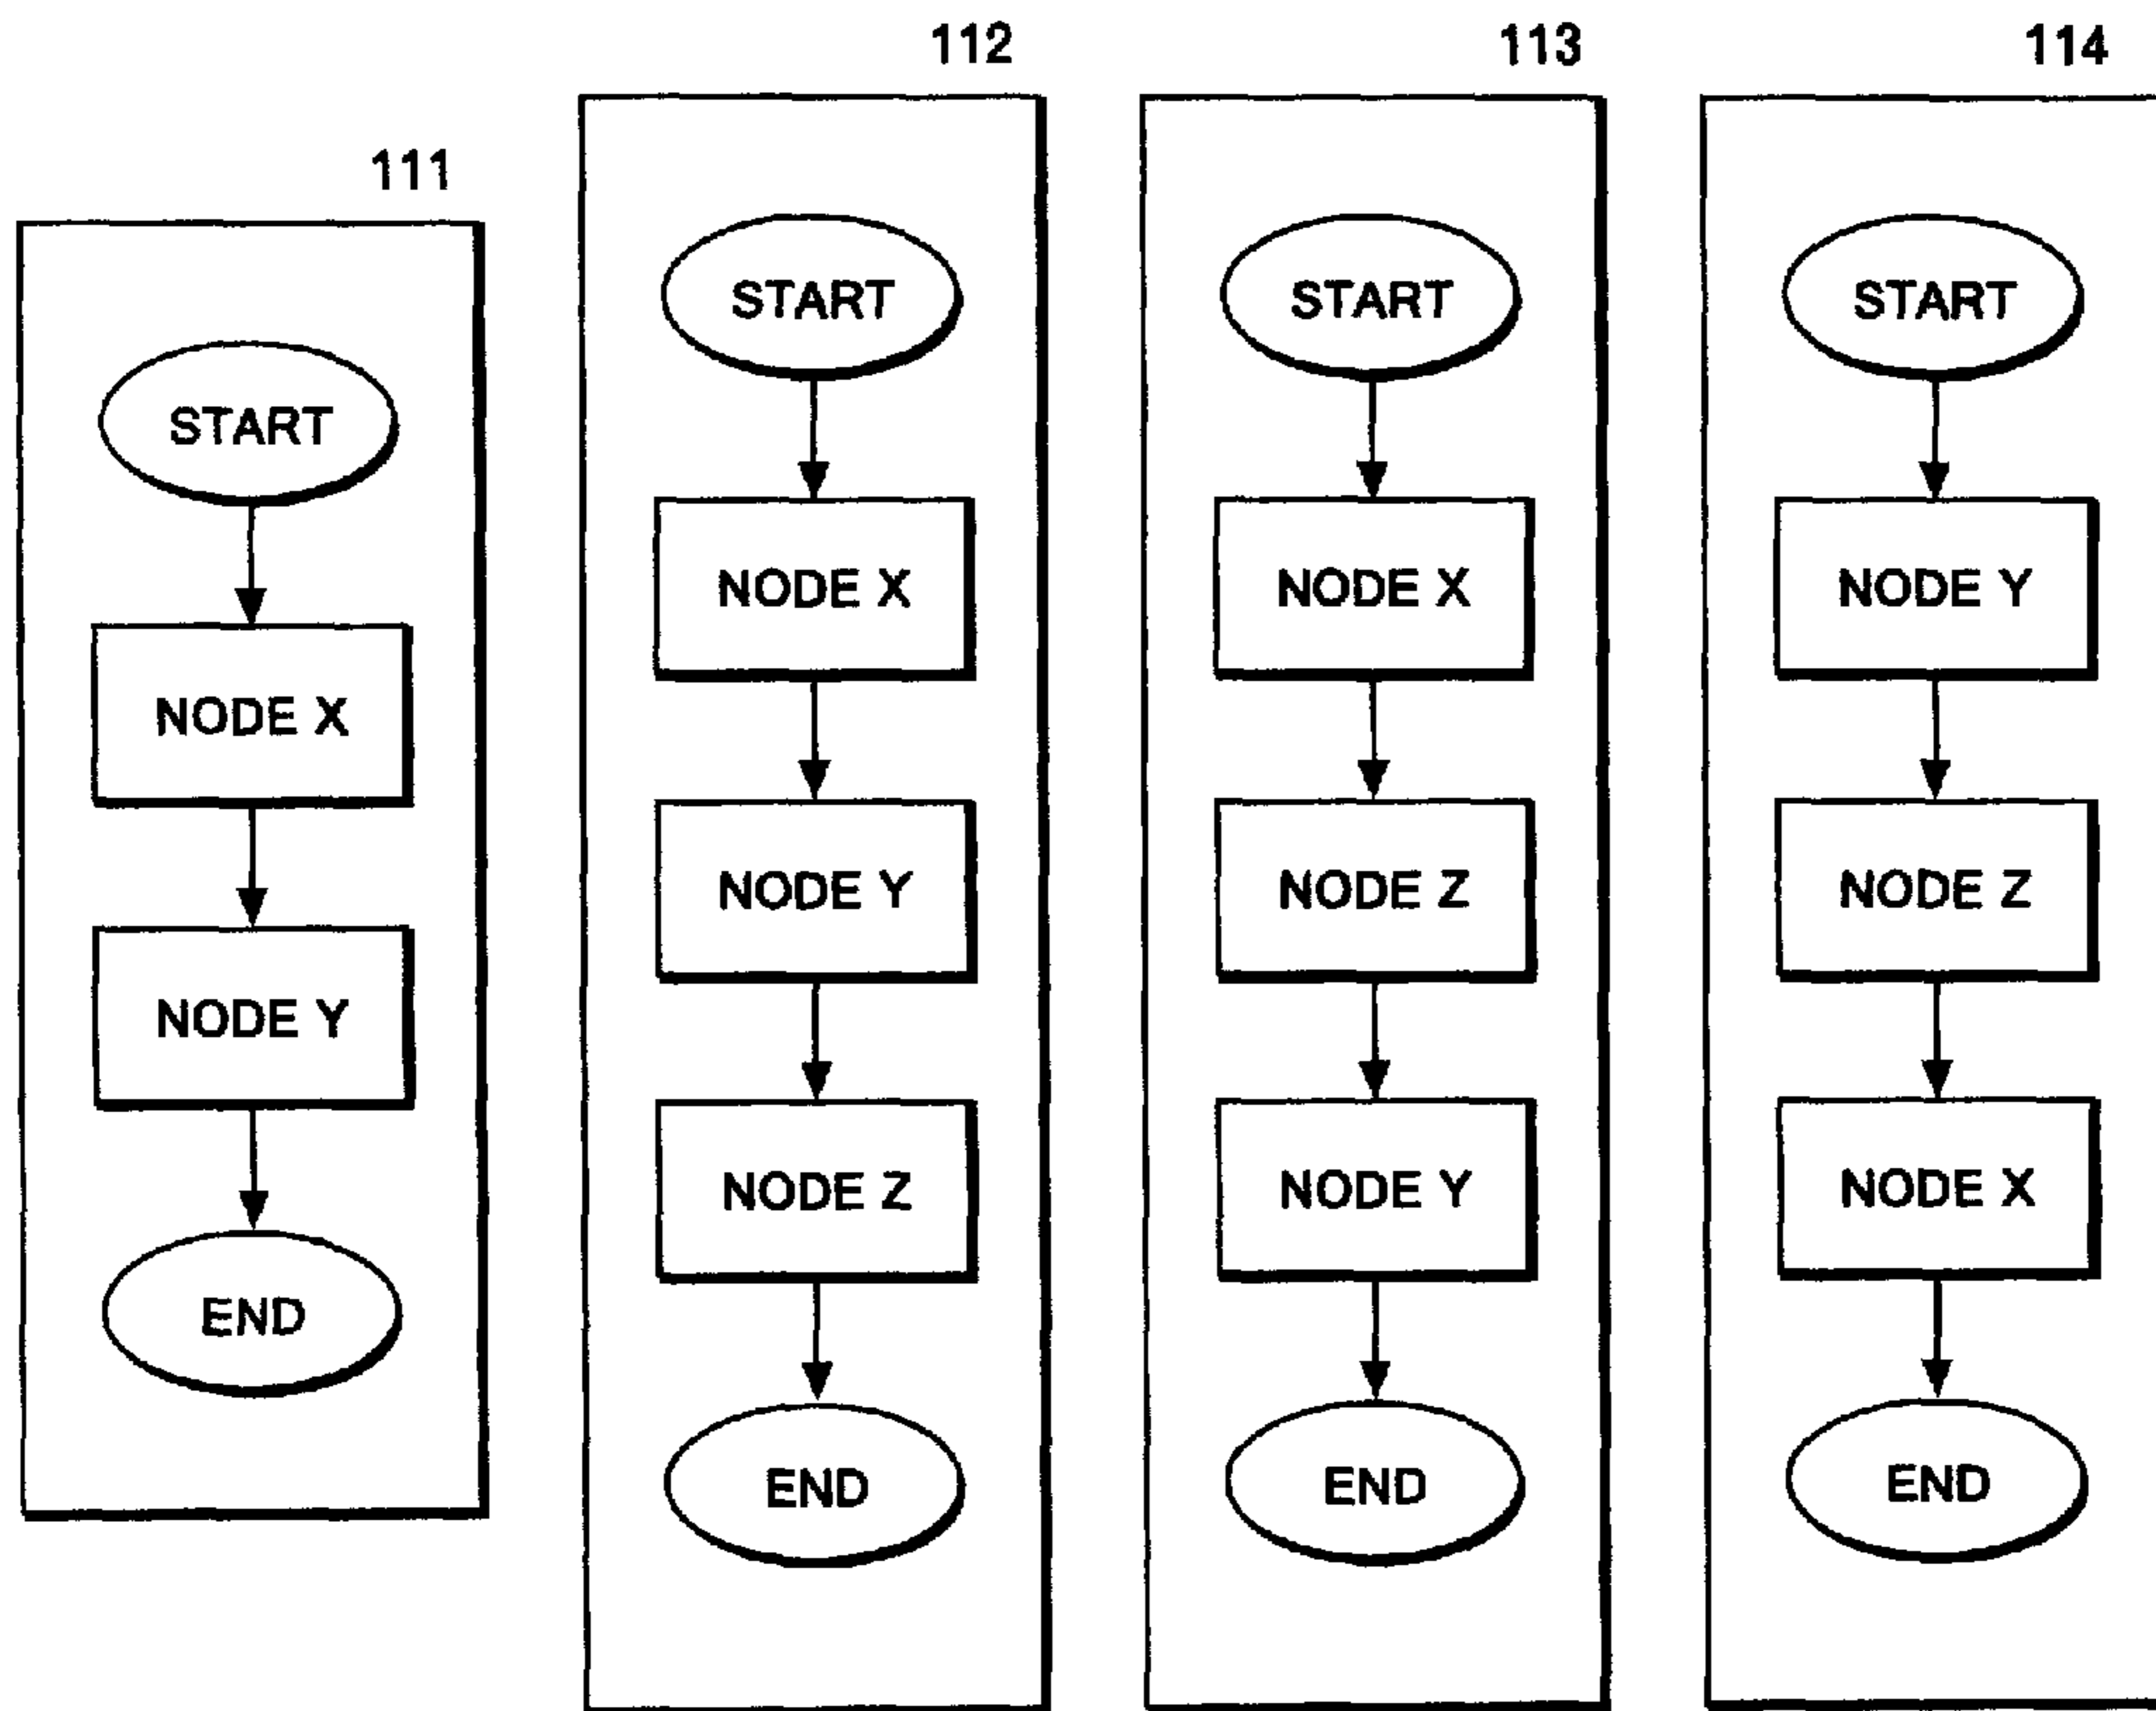 111
START
NODE X
NODE Y
END
112
START
NODE X
NODE Y
NODE Z
END
113
START
NODE X
NODE Z
NODE Y
END
114
START
NODE Y
NODE Z
NODE X
END